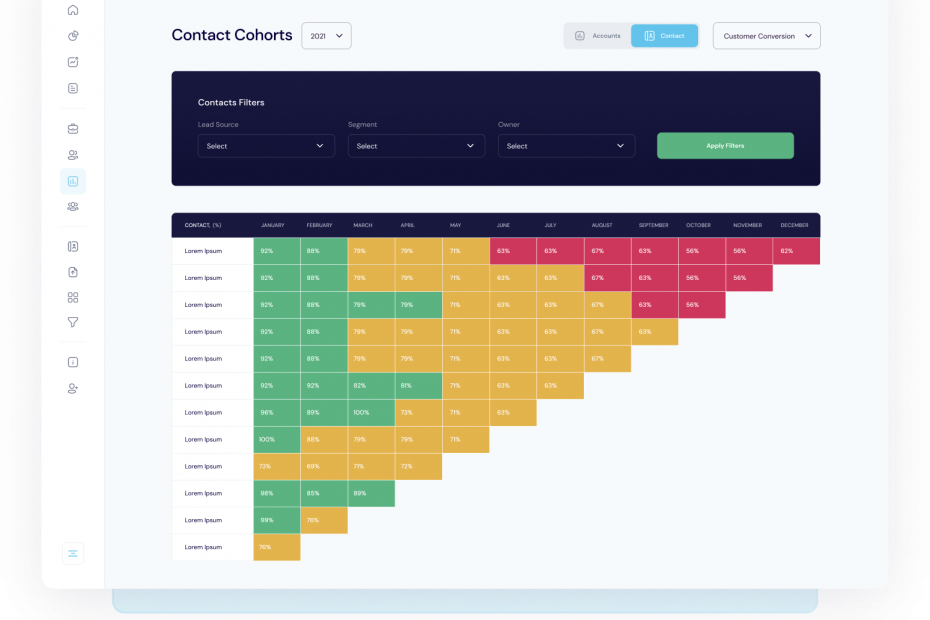 Contact Cohorts 2021 Accounts Contact Customer Conversion
Contacts Filters
Lead Source Segment Owner
Select Select Select Apply Filters
CONTACT, (%) JANUARY FEBRUARY MARCH APRIL MAY JUNE JULY AUGUST SEPTEMBER OCTOBER NOVEMBER DECEMBER
Lorem Ipsum 92% 88% 79% 79% 71% 63% 63% 67% 63% 56% 56% 62%
Lorem Ipsum 92% 88% 79% 79% 71% 63% 63% 67% 63% 56% 56%
Lorem Ipsum 92% 88% 79% 79% 71% 63% 63% 67% 63% 56%
Lorem Ipsum 92% 88% 79% 79% 71% 63% 63% 67% 63%
Lorem Ipsum 92% 88% 79% 79% 71% 63% 63% 67%
Lorem Ipsum 92% 92% 82% 81% 71% 63% 63%
Lorem Ipsum 96% 89% 100% 73% 71% 63%
Lorem Ipsum 100% 88% 79% 79% 71%
Lorem Ipsum 73% 69% 77% 72%
Lorem Ipsum 98% 85% 89%
Lorem Ipsum 99% 76%
Lorem Ipsum 76%